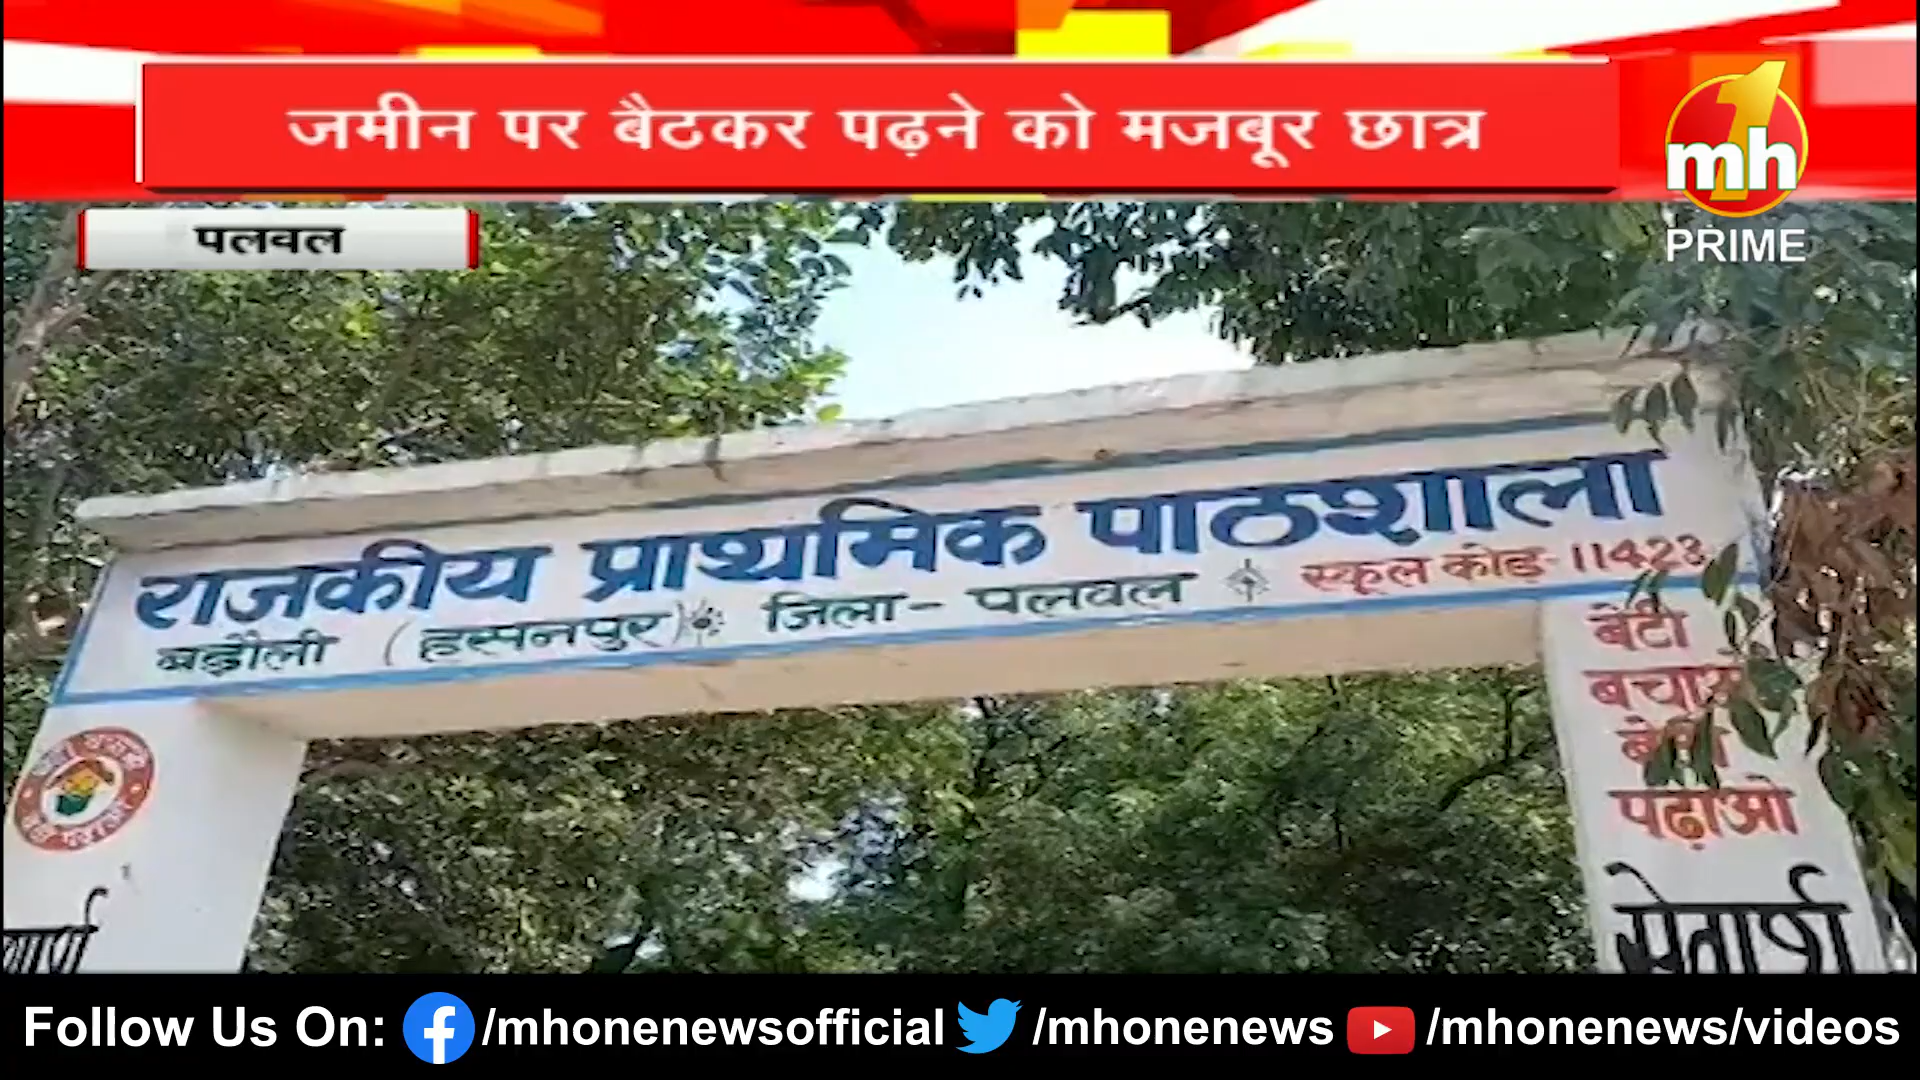 जमीन पर बैठकर पढ़ने को मजबूर छात्र
mh 1
PRIME
पलवल
राजकीय प्राथमिक पाठशाला
बढ़ौली (हसनपुर) जिला - पलवल स्कूल कोड़-11423
बेटी
बचाओ
बेटी
पढ़ाओ
सेवार्थ
Follow Us On: /mhonenewsofficial /mhonenews /mhonenews/videos